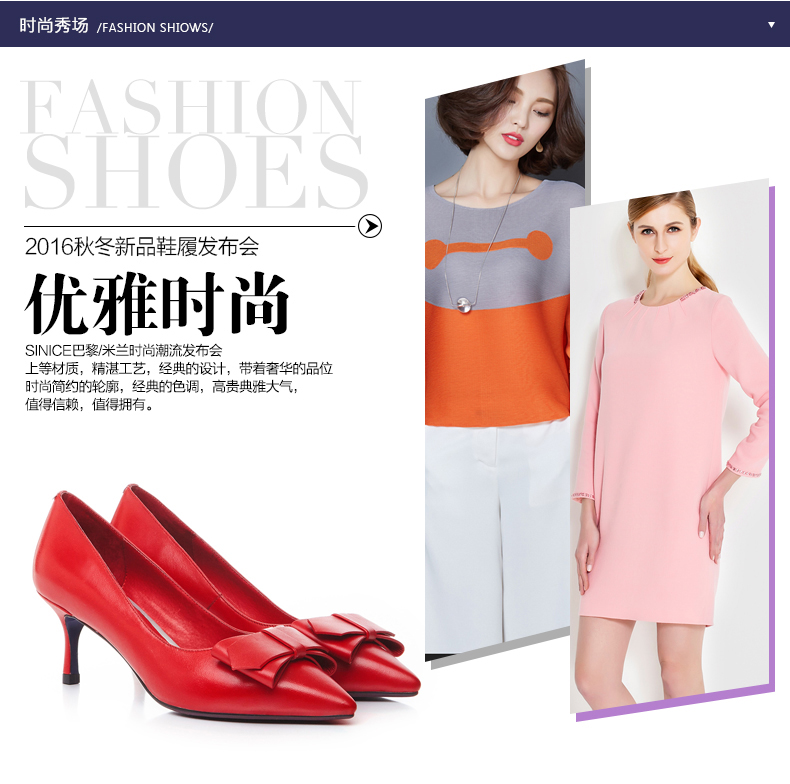 时尚秀场 /FASHION SHIOWS/
FASHION
SHOES
2016秋冬新品鞋履发布会
优雅时尚
SINICE巴黎/米兰时尚潮流发布会
上等材质，精湛工艺，经典的设计，带着奢华的品位
时尚简约的轮廓，经典的色调，高贵典雅大气，
值得信赖，值得拥有。